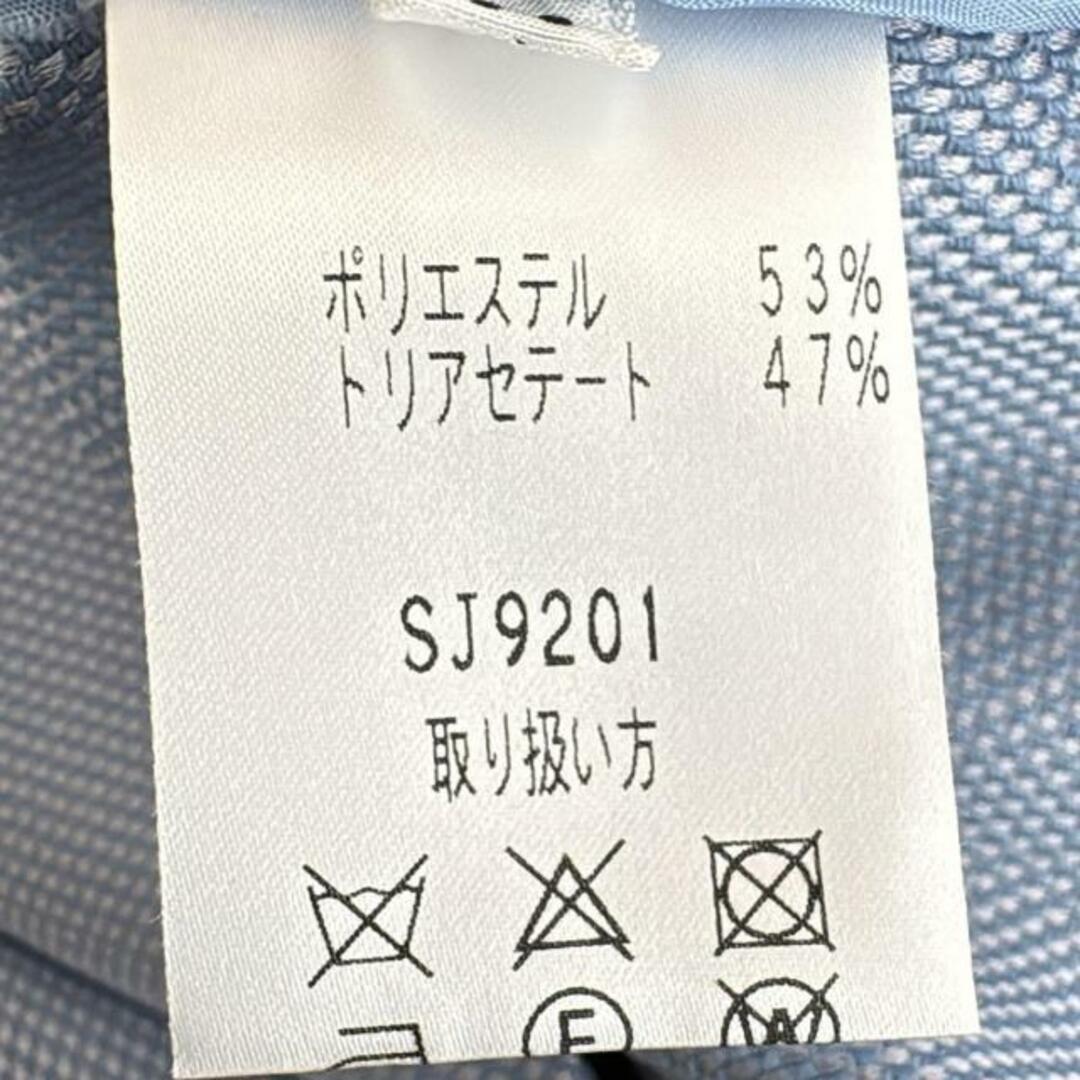 ポリエステル 53%
トリアセテート 47%
SJ9201
取り扱い方
F W